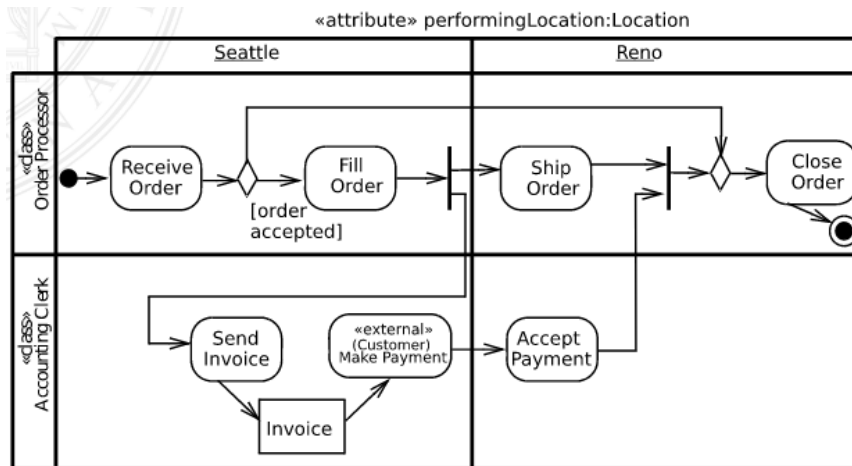 «attribute» performingLocation:Location
Seattle
Reno
«class»
Order Processor
Receive
Order
[order
accepted]
Fill
Order
Ship
Order
Close
Order
«class»
Accounting Clerk
Send
Invoice
Invoice
«external»
(Customer)
Make Payment
Accept
Payment